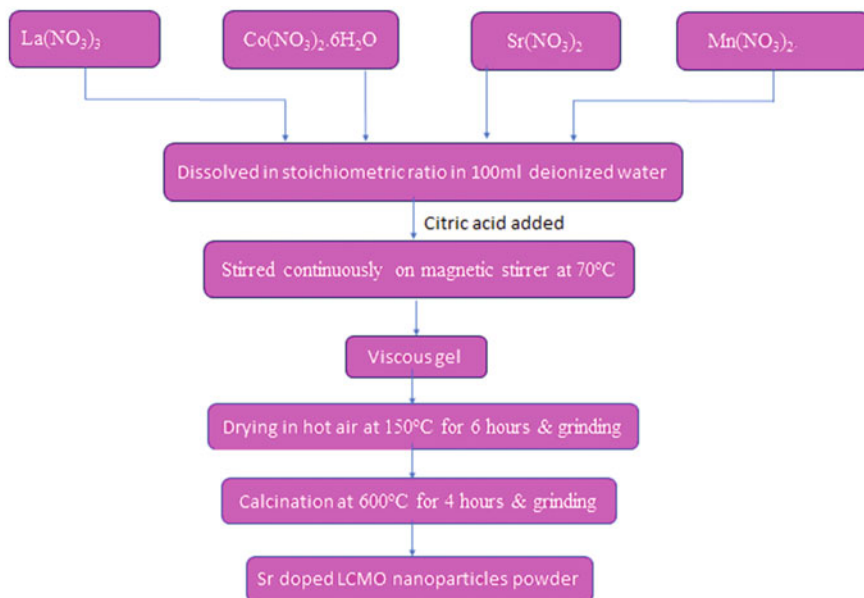 La(NO₃)₃
Co(NO₃)₂.6H₂O
Sr(NO₃)₂
Mn(NO₃)₂.
Dissolved in stoichiometric ratio in 100ml deionized water
Citric acid added
Stirred continuously on magnetic stirrer at 70°C
Viscous gel
Drying in hot air at 150°C for 6 hours & grinding
Calcination at 600°C for 4 hours & grinding
Sr doped LCMO nanoparticles powder